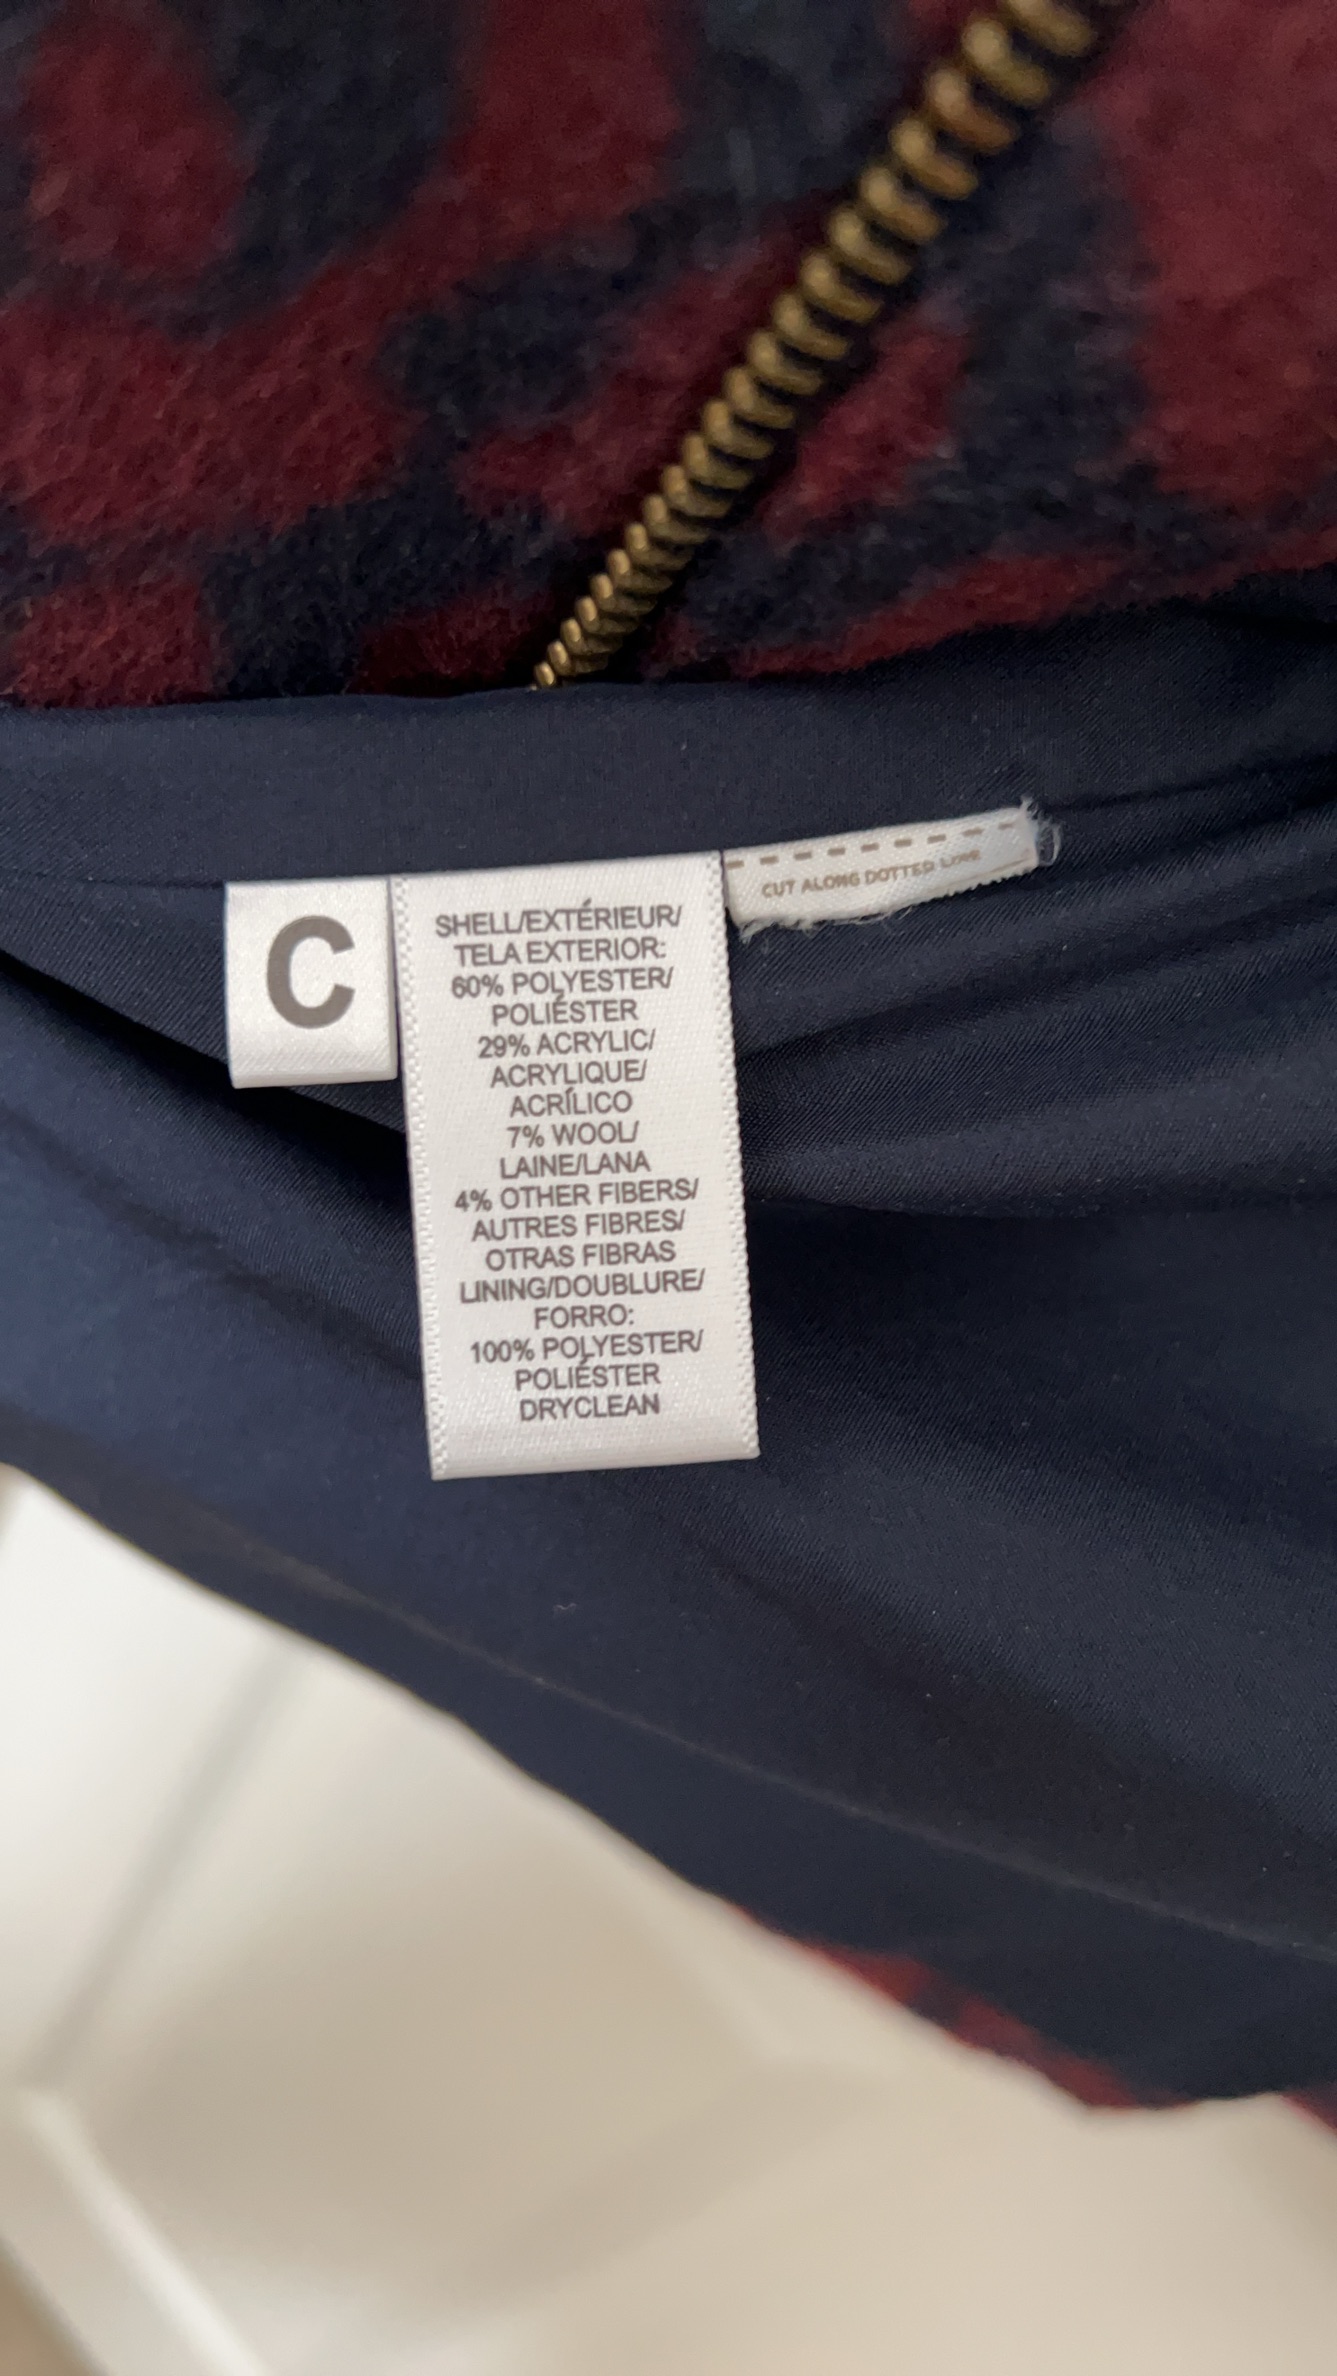 C
SHELL/EXTÉRIEUR/
TELA EXTERIOR:
60% POLYESTER/
POLIÉSTER
29% ACRYLIC/
ACRYLIQUE/
ACRÍLICO
7% WOOL/
LAINE/LANA
4% OTHER FIBERS/
AUTRES FIBRES/
OTRAS FIBRAS
LINING/DOUBLURE/
FORRO:
100% POLYESTER/
POLIÉSTER
DRYCLEAN
CUT ALONG DOTTED LINE